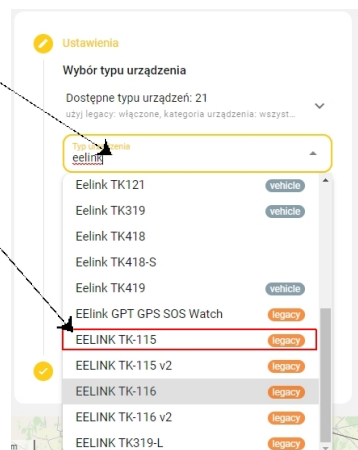 Ustawienia
Wybór typu urządzenia
Dostępne typu urządzeń: 21
użyj legacy: włączone, kategoria urządzenia: wszyst...
Typ urządzenia
eelink
Eelink TK121 vehicle
Eelink TK319 vehicle
Eelink TK418
Eelink TK418-S
Eelink TK419 vehicle
EElink GPT GPS SOS Watch legacy
EELINK TK-115 legacy
EELINK TK-115 v2 legacy
EELINK TK-116 legacy
EELINK TK-116 v2 legacy
EELINK TK319-L legacy